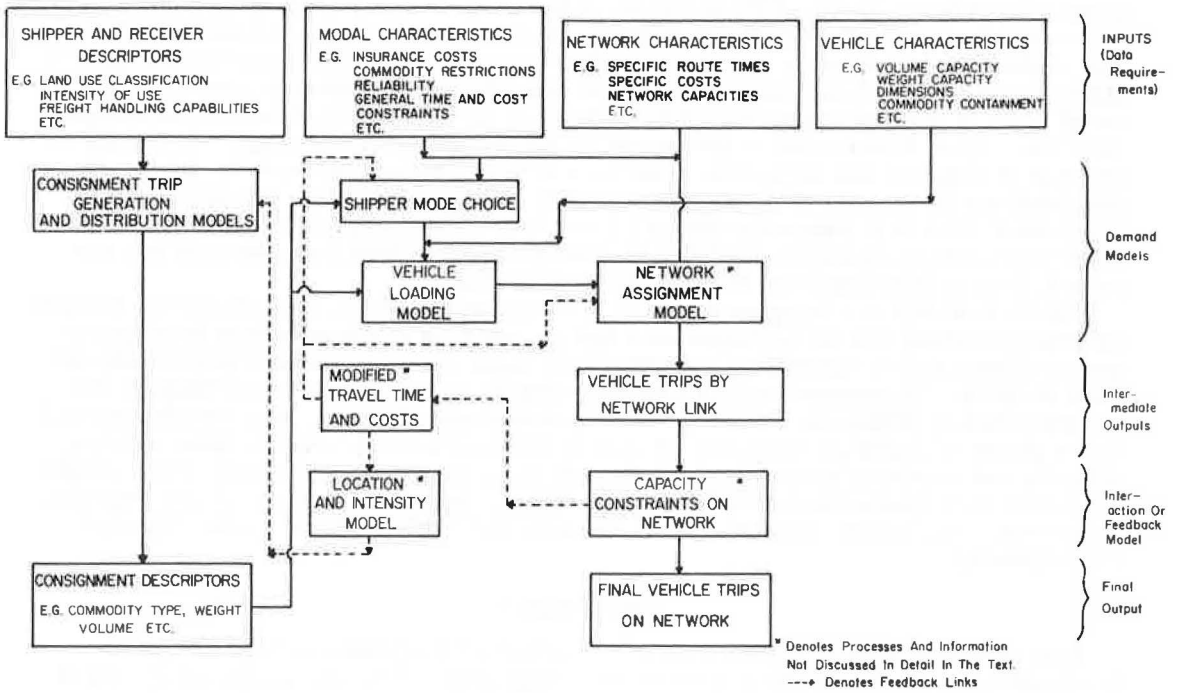 SHIPPER AND RECEIVER
DESCRIPTORS
E.G. LAND USE CLASSIFICATION
INTENSITY OF USE
FREIGHT HANDLING CAPABILITIES
ETC.
MODAL CHARACTERISTICS
E.G. INSURANCE COSTS
COMMODITY RESTRICTIONS
RELIABILITY
GENERAL TIME AND COST
CONSTRAINTS
ETC.
NETWORK CHARACTERISTICS
E.G. SPECIFIC ROUTE TIMES
SPECIFIC COSTS
NETWORK CAPACITIES
ETC.
VEHICLE CHARACTERISTICS
E.G. VOLUME CAPACITY
WEIGHT CAPACITY
DIMENSIONS
COMMODITY CONTAINMENT
ETC.
INPUTS
(Data
Require-
ments)
CONSIGNMENT TRIP
GENERATION
AND DISTRIBUTION MODELS
SHIPPER MODE CHOICE
VEHICLE
LOADING
MODEL
NETWORK *
ASSIGNMENT
MODEL
Demand
Models
MODIFIED *
TRAVEL TIME
AND COSTS
VEHICLE TRIPS BY
NETWORK LINK
Inter-
mediate
Outputs
LOCATION *
AND INTENSITY
MODEL
CAPACITY *
CONSTRAINTS ON
NETWORK
Inter-
action Or
Feedback
Model
CONSIGNMENT DESCRIPTORS
E.G. COMMODITY TYPE, WEIGHT
VOLUME ETC.
FINAL VEHICLE TRIPS
ON NETWORK
Final
Output
* Denotes Processes And Information
Not Discussed In Detail In The Text.
Denotes Feedback Links